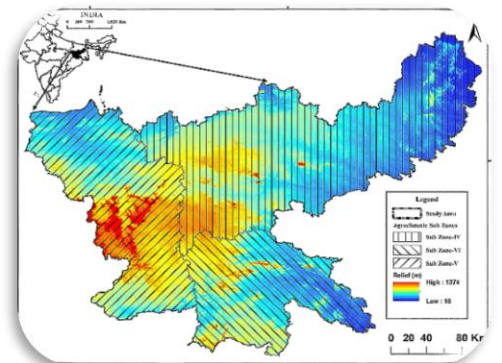 INDIA
Legend
Study Area
Agroclimatic Sub Zones
Sub Zone-IV
Sub Zone-VI
Sub Zone-V
Relief (m)
High : 1374
Low : 
0 20 40 80 Km